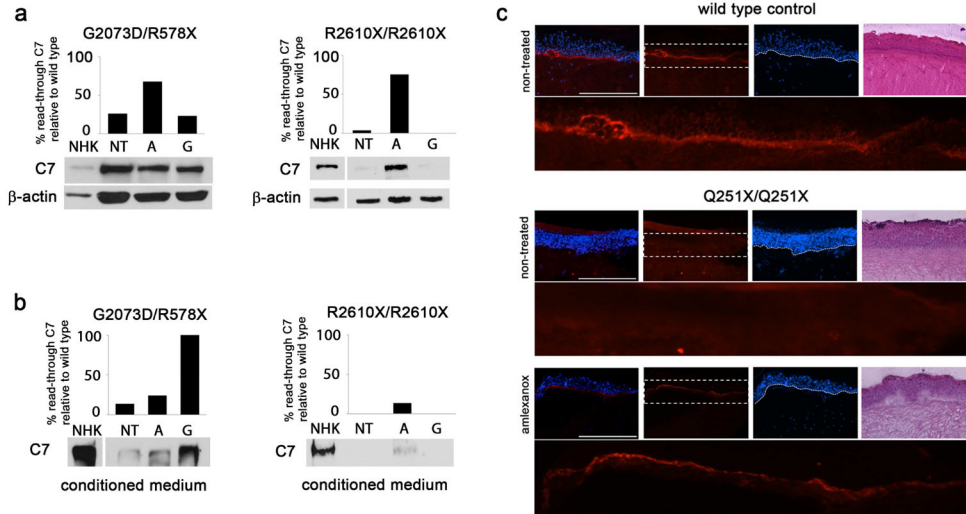 a
G2073D/R578X
% read-through C7
relative to wild type
100
50
0
NHK NT A G
C7
β-actin
R2610X/R2610X
% read-through C7
relative to wild type
100
50
0
NHK NT A G
C7
β-actin
b
G2073D/R578X
% read-through C7
relative to wild type
100
50
0
NHK NT A G
C7
conditioned medium
R2610X/R2610X
% read-through C7
relative to wild type
100
50
0
NHK A G
C7
conditioned medium
c
wild type control
non-treated
Q251X/Q251X
non-treated
amlexanox